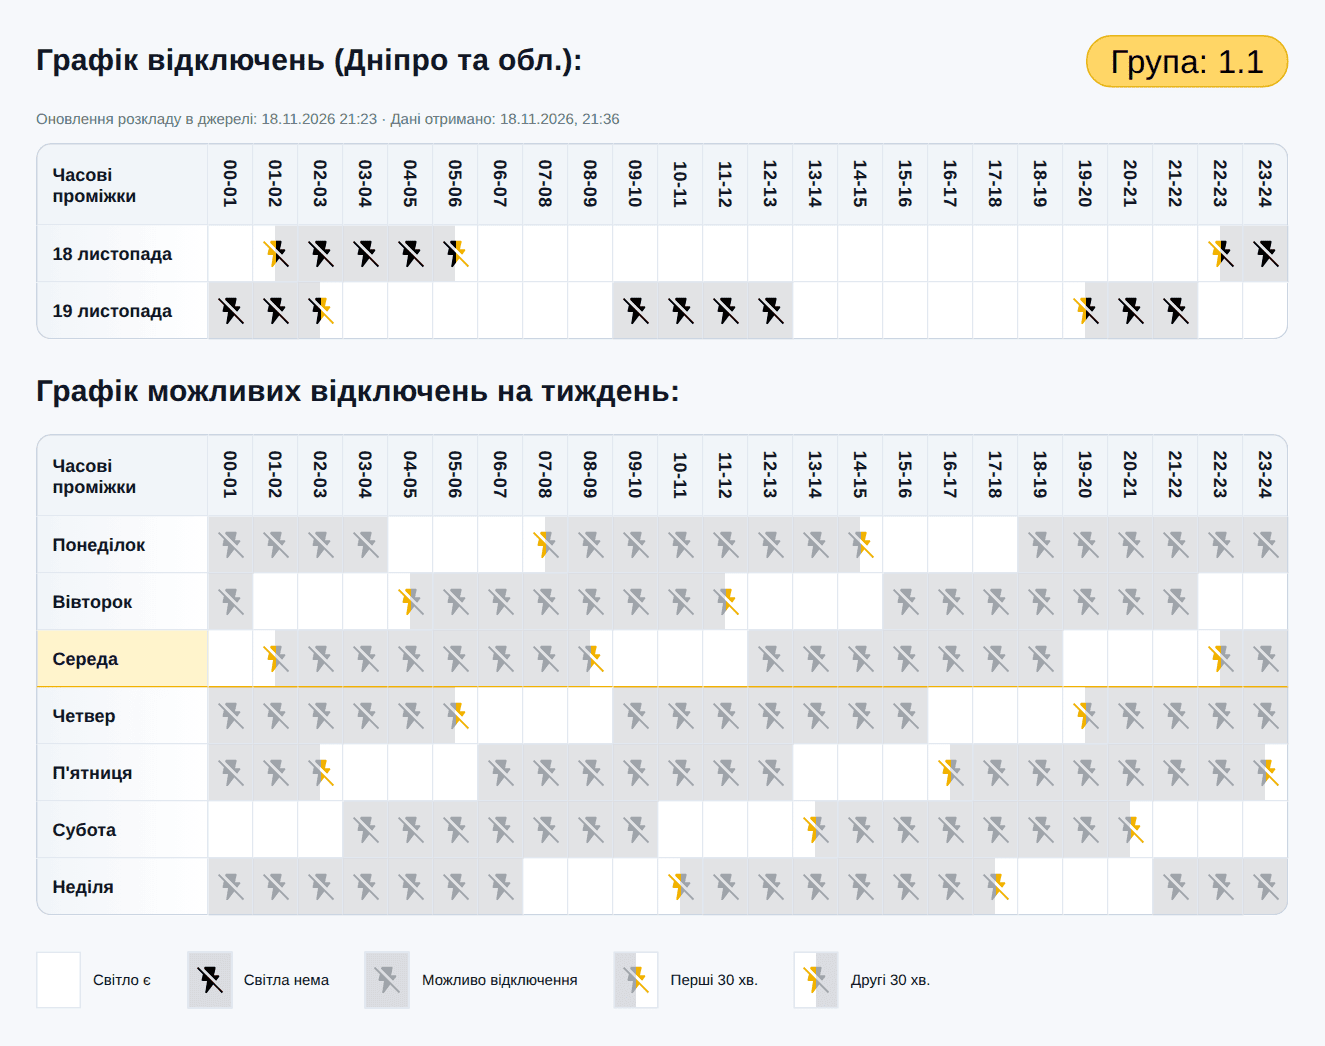 Графік відключень (Дніпро та обл.):
Група: 1.1
Оновлення розкладу в джерелі: 18.11.2026 21:23 · Дані отримано: 18.11.2026, 21:36
Часові проміжки 00-01 01-02 02-03 03-04 04-05 05-06 06-07 07-08 08-09 09-10 10-11 11-12 12-13 13-14 14-15 15-16 16-17 17-18 18-19 19-20 20-21 21-22 22-23 23-24
18 листопада
19 листопада
Графік можливих відключень на тиждень:
Часові проміжки 00-01 01-02 02-03 03-04 04-05 05-06 06-07 07-08 08-09 09-10 10-11 11-12 12-13 13-14 14-15 15-16 16-17 17-18 18-19 19-20 20-21 21-22 22-23 23-24
Понеділок
Вівторок
Середа
Четвер
П'ятниця
Субота
Неділя
Світло є
Світла нема
Можливо відключення
Перші 30 хв.
Другі 30 хв.